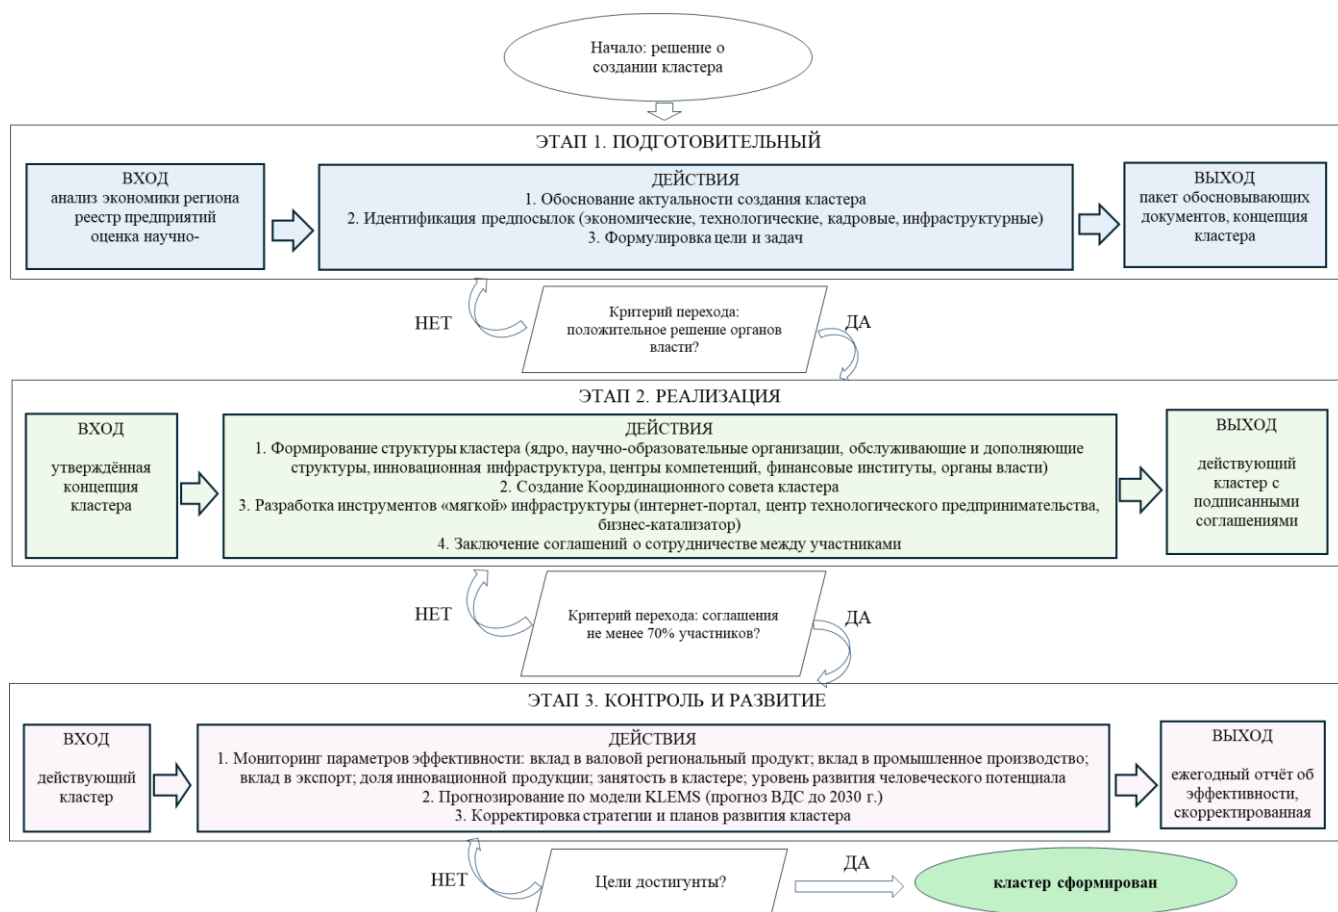 Начало: решение о
создании кластера
ЭТАП 1. ПОДГОТОВИТЕЛЬНЫЙ
ВХОД
анализ экономики региона
реестр предприятий
оценка научно-
ДЕЙСТВИЯ
1. Обоснование актуальности создания кластера
2. Идентификация предпосылок (экономические, технологические, кадровые, инфраструктурные)
3. Формулировка цели и задач
ВЫХОД
пакет обосновывающих
документов, концепция
кластера
НЕТ
Критерий перехода:
положительное решение органов
власти?
ДА
ЭТАП 2. РЕАЛИЗАЦИЯ
ВХОД
утверждённая
концепция
кластера
ДЕЙСТВИЯ
1. Формирование структуры кластера (ядро, научно-образовательные организации, обслуживающие и дополняющие
структуры, инновационная инфраструктура, центры компетенций, финансовые институты, органы власти)
2. Создание Координационного совета кластера
3. Разработка инструментов «мягкой» инфраструктуры (интернет-портал, центр технологического предпринимательства,
бизнес-катализатор)
4. Заключение соглашений о сотрудничестве между участниками
ВЫХОД
действующий
кластер с
подписанными
соглашениями
НЕТ
Критерий перехода: соглашения
не менее 70% участников?
ДА
ЭТАП 3. КОНТРОЛЬ И РАЗВИТИЕ
ВХОД
действующий
кластер
ДЕЙСТВИЯ
1. Мониторинг параметров эффективности: вклад в валовой региональный продукт; вклад в промышленное производство;
вклад в экспорт; доля инновационной продукции; занятость в кластере; уровень развития человеческого потенциала
2. Прогнозирование по модели KLEMS (прогноз ВДС до 2030 г.)
3. Корректировка стратегии и планов развития кластера
ВЫХОД
ежегодный отчёт об
эффективности,
скорректированная
НЕТ
Цели достигунты?
ДА
кластер сформирован